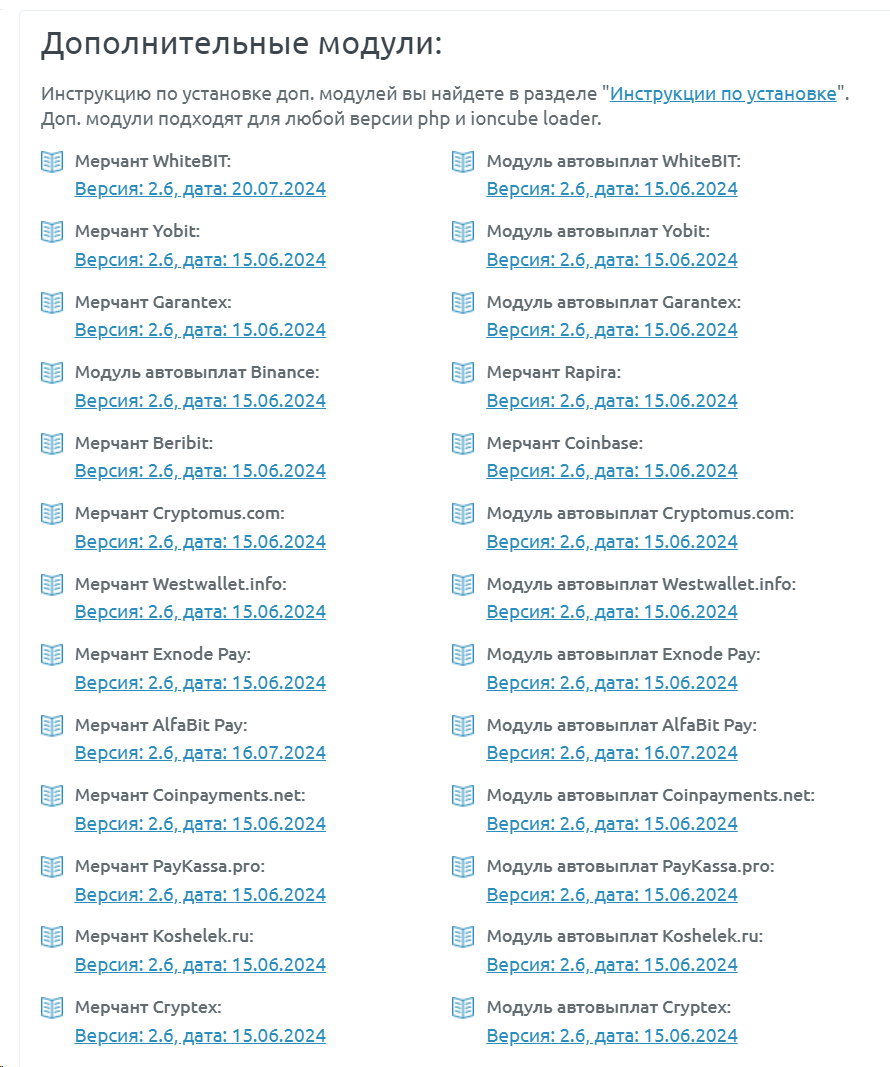 Дополнительные модули:
Инструкцию по установке доп. модулей вы найдете в разделе "Инструкции по установке".
Доп. модули подходят для любой версии php и ioncube loader.
Мерчант WhiteBIT:
Версия: 2.6, дата: 20.07.2024
Модуль автовыплат WhiteBIT:
Версия: 2.6, дата: 15.06.2024
Мерчант Yobit:
Версия: 2.6, дата: 15.06.2024
Модуль автовыплат Yobit:
Версия: 2.6, дата: 15.06.2024
Мерчант Garantex:
Версия: 2.6, дата: 15.06.2024
Модуль автовыплат Garantex:
Версия: 2.6, дата: 15.06.2024
Модуль автовыплат Binance:
Версия: 2.6, дата: 15.06.2024
Мерчант Rapira:
Версия: 2.6, дата: 15.06.2024
Мерчант Beribit:
Версия: 2.6, дата: 15.06.2024
Мерчант Coinbase:
Версия: 2.6, дата: 15.06.2024
Мерчант Cryptomus.com:
Версия: 2.6, дата: 15.06.2024
Модуль автовыплат Cryptomus.com:
Версия: 2.6, дата: 15.06.2024
Мерчант Westwallet.info:
Версия: 2.6, дата: 15.06.2024
Модуль автовыплат Westwallet.info:
Версия: 2.6, дата: 15.06.2024
Мерчант Exnode Pay:
Версия: 2.6, дата: 15.06.2024
Модуль автовыплат Exnode Pay:
Версия: 2.6, дата: 15.06.2024
Мерчант AlfaBit Pay:
Версия: 2.6, дата: 16.07.2024
Модуль автовыплат AlfaBit Pay:
Версия: 2.6, дата: 16.07.2024
Мерчант Coinpayments.net:
Версия: 2.6, дата: 15.06.2024
Модуль автовыплат Coinpayments.net:
Версия: 2.6, дата: 15.06.2024
Мерчант PayKassa.pro:
Версия: 2.6, дата: 15.06.2024
Модуль автовыплат PayKassa.pro:
Версия: 2.6, дата: 15.06.2024
Мерчант Koshelek.ru:
Версия: 2.6, дата: 15.06.2024
Модуль автовыплат Koshelek.ru:
Версия: 2.6, дата: 15.06.2024
Мерчант Cryptex:
Версия: 2.6, дата: 15.06.2024
Модуль автовыплат Cryptex:
Версия: 2.6, дата: 15.06.2024